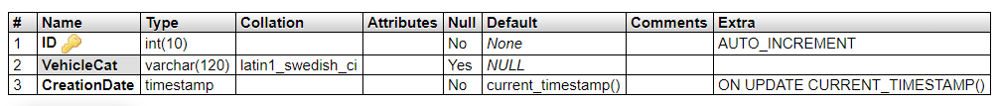 # Name Type Collation Attributes Null Default Comments Extra
1 ID int(10) No None AUTO_INCREMENT
2 VehicleCat varchar(120) latin1_swedish_ci Yes NULL
3 CreationDate timestamp No current_timestamp() ON UPDATE CURRENT_TIMESTAMP()